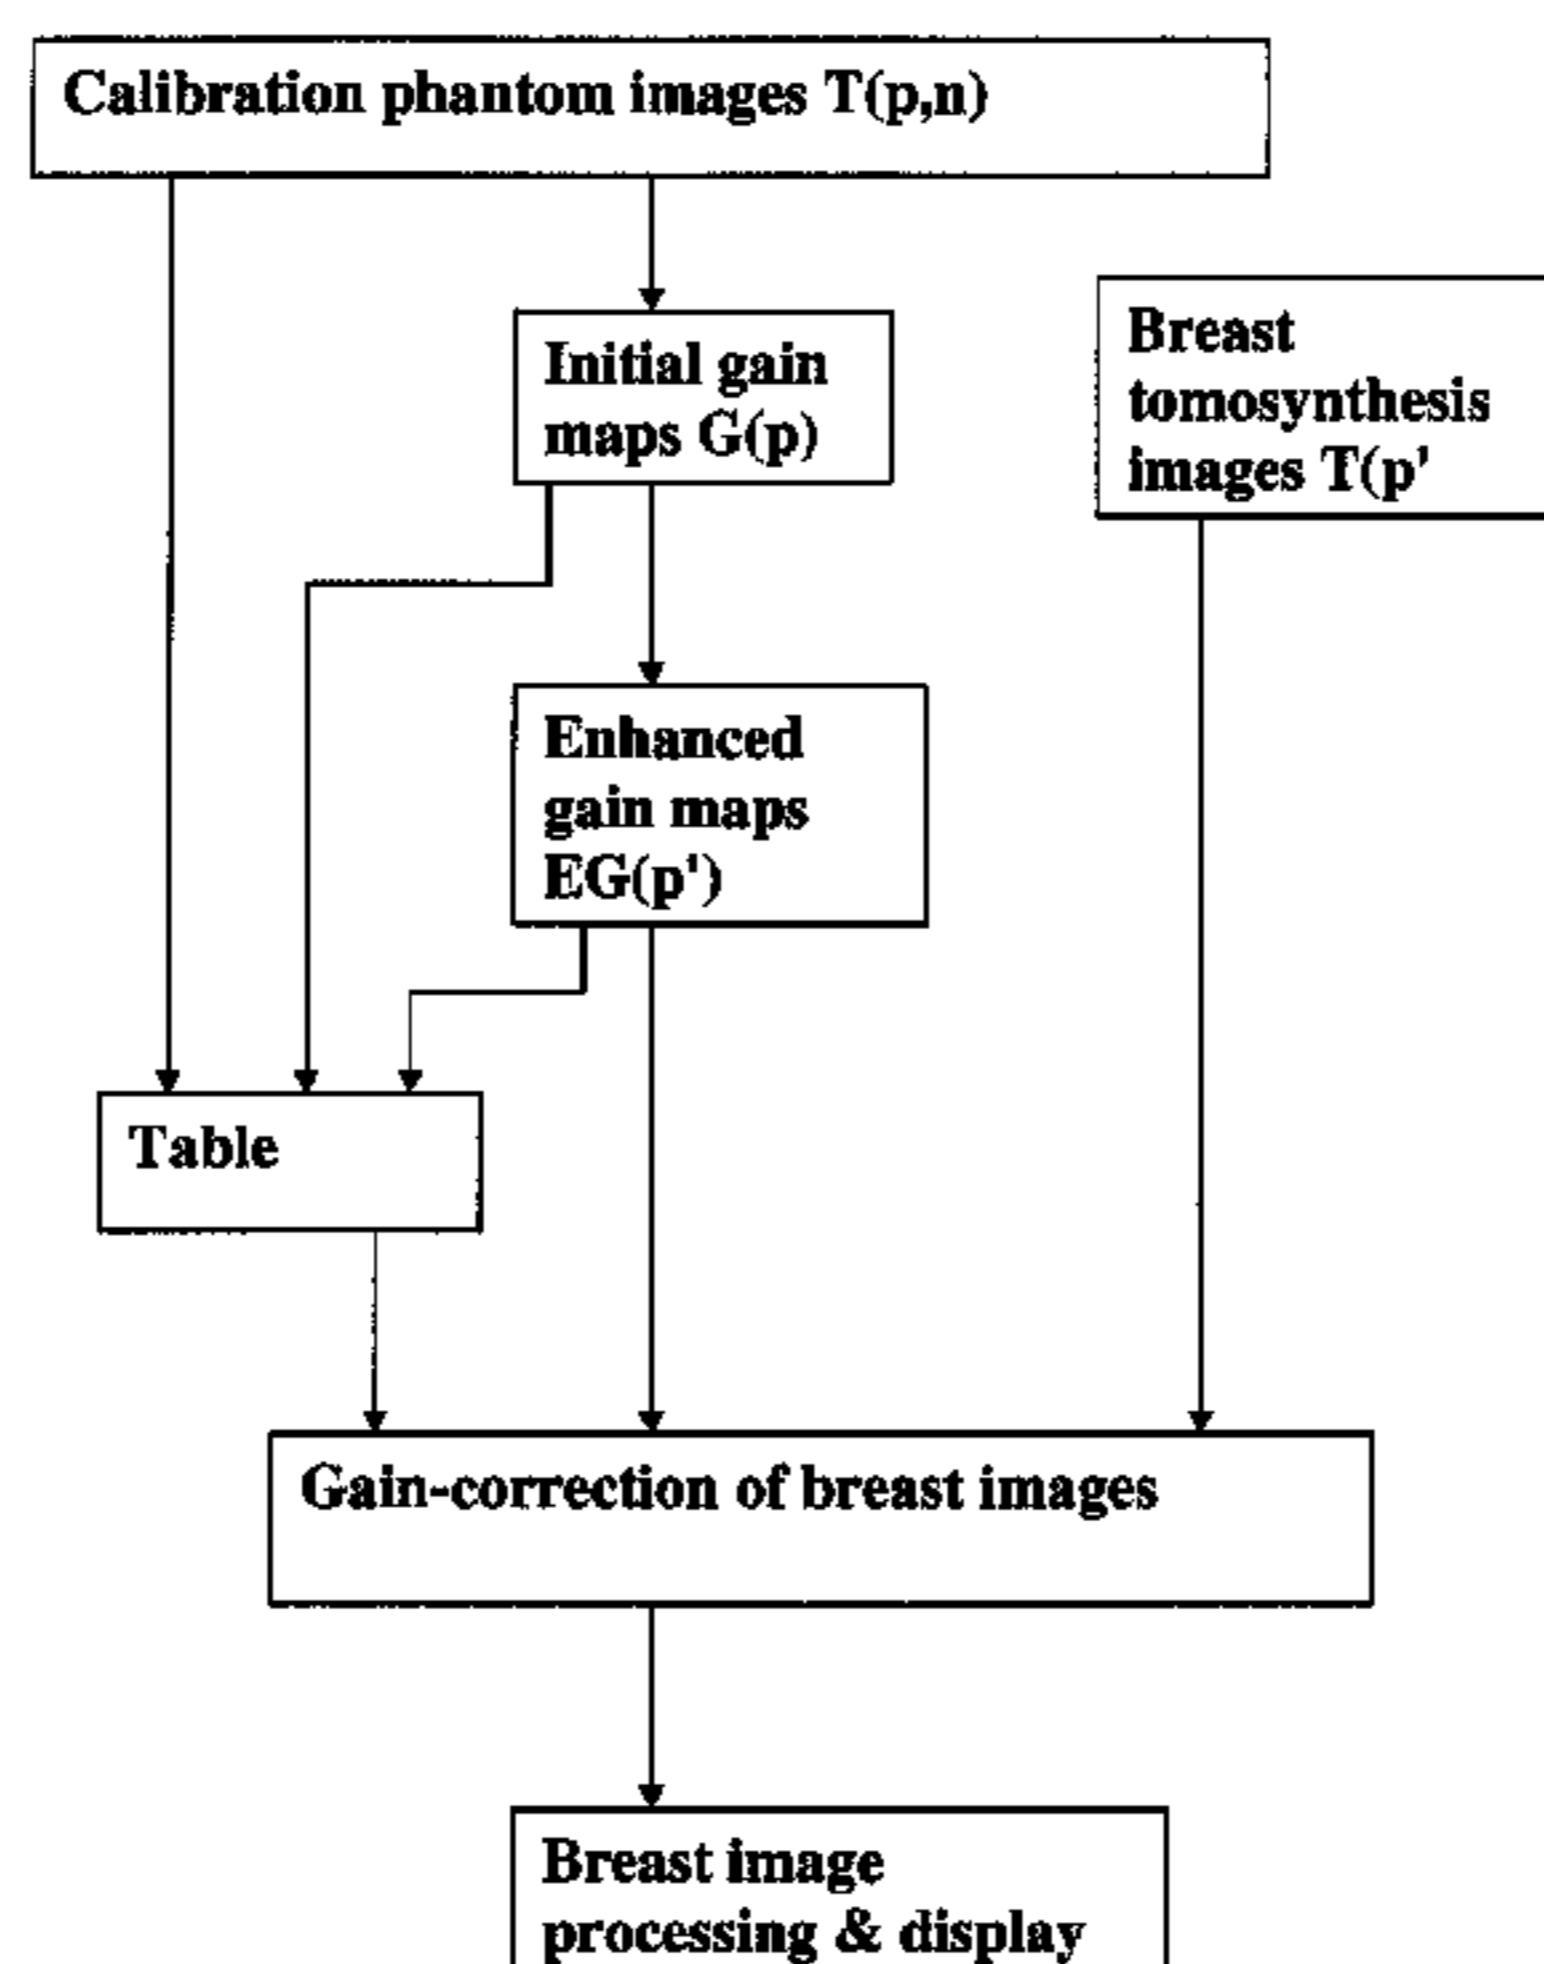 Calibration phantom images T(p,n)
Initial gain
maps G(p)
Breast
tomosynthesis
images T(p'
Enhanced
gain maps
EG(p')
Table
Gain-correction of breast images
Breast image
processing & display